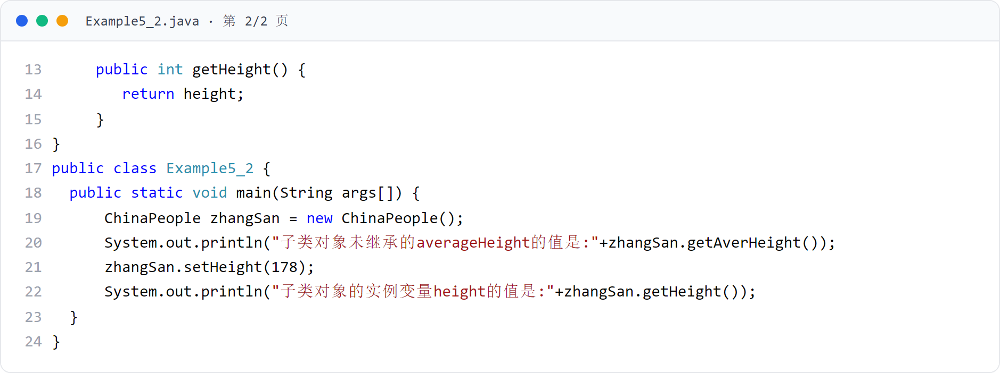 Example5_2.java · 第 2/2 页
13      public int getHeight() {
14         return height;
15      }
16 }
17 public class Example5_2 {
18   public static void main(String args[]) {
19       ChinaPeople zhangSan = new ChinaPeople();
20       System.out.println("子类对象未继承的averageHeight的值是:"+zhangSan.getAverHeight());
21       zhangSan.setHeight(178);
22       System.out.println("子类对象的实例变量height的值是:"+zhangSan.getHeight());
23   }
24 }